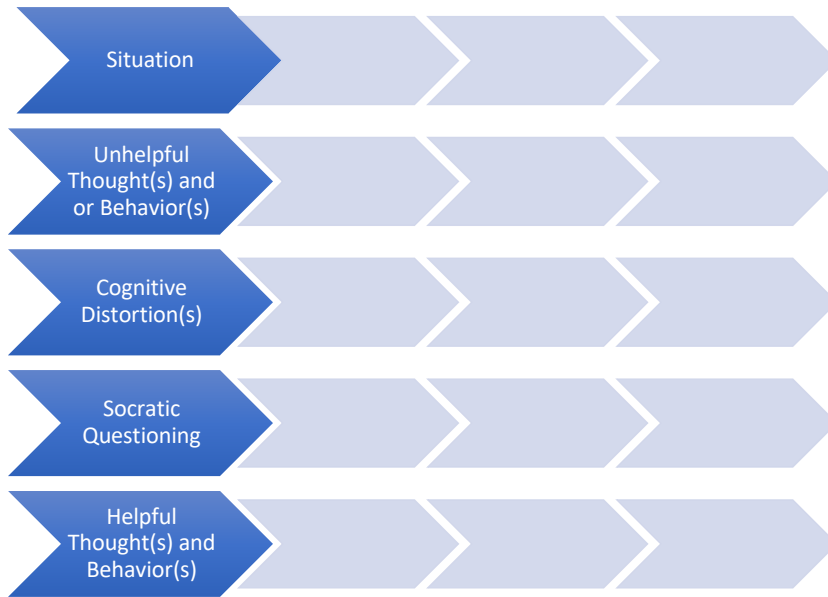 Situation
Unhelpful
Thought(s) and
or Behavior(s)
Cognitive
Distortion(s)
Socratic
Questioning
Helpful
Thought(s) and
Behavior(s)